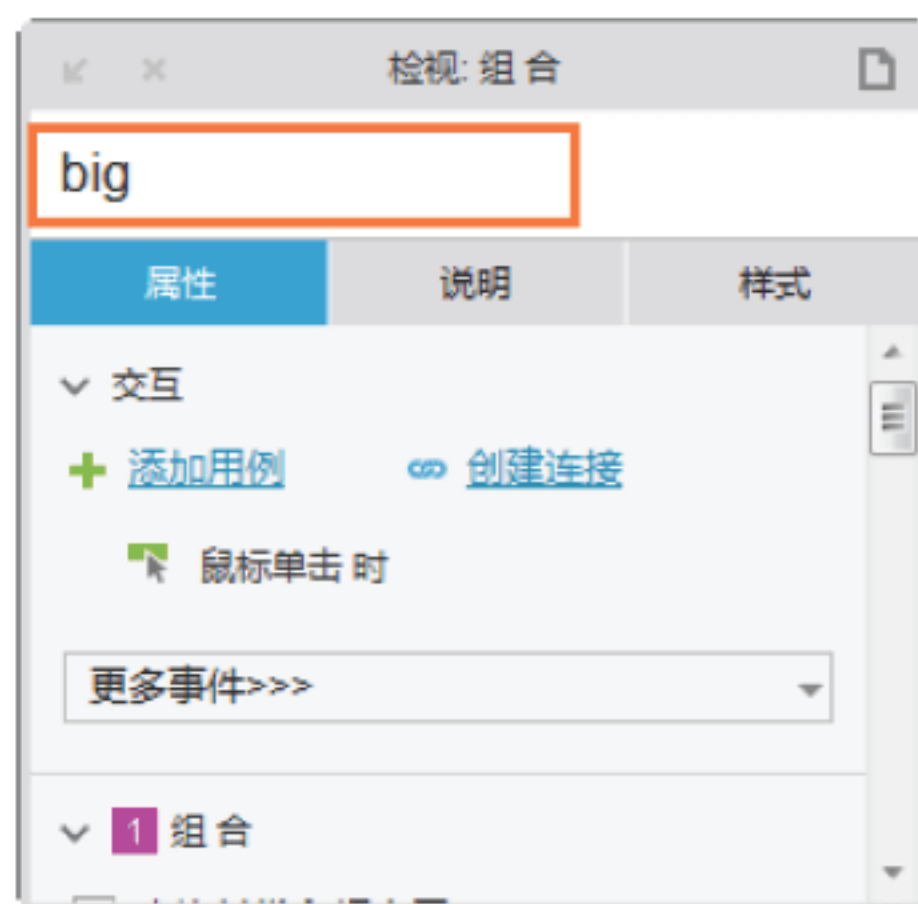 检视: 组合
big
属性 说明 样式
交互
添加用例 创建连接
鼠标单击 时
更多事件>>>
1 组合